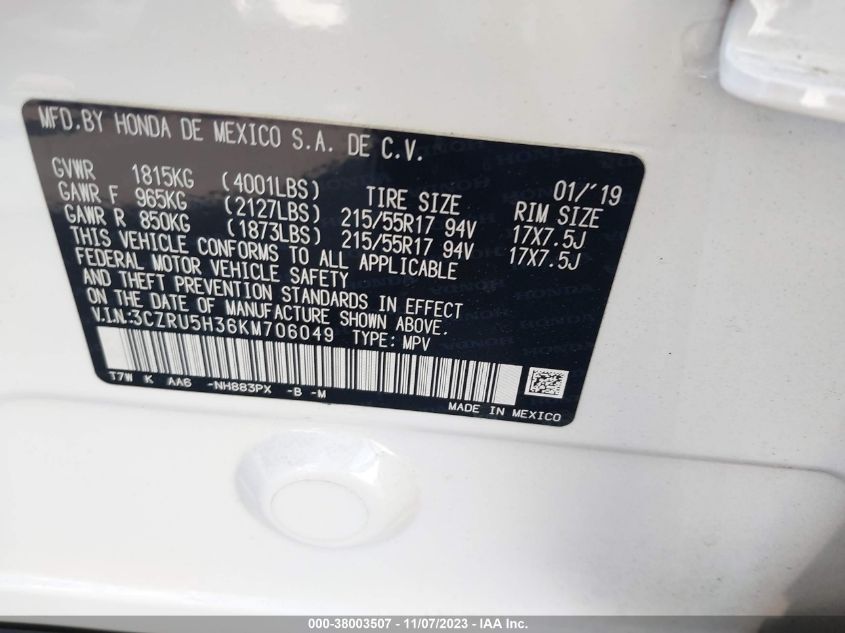 MFD.BY HONDA DE MEXICO S.A. DE C.V.
01/'19
GVWR 1815KG (4001LBS) TIRE SIZE RIM SIZE
GAWR F 965KG (2127LBS) 215/55R17 94V 17X7.5J
GAWR R 850KG (1873LBS) 215/55R17 94V 17X7.5J
THIS VEHICLE CONFORMS TO ALL APPLICABLE
FEDERAL MOTOR VEHICLE SAFETY
AND THEFT PREVENTION STANDARDS IN EFFECT
ON THE DATE OF MANUFACTURE SHOWN ABOVE.
V.I.N:3CZRU5H36KM706049 TYPE: MPV
T7W K AA6 -NH883PX -B -M
MADE IN MEXICO
000-38003507 - 11/07/2023 - IAA Inc.